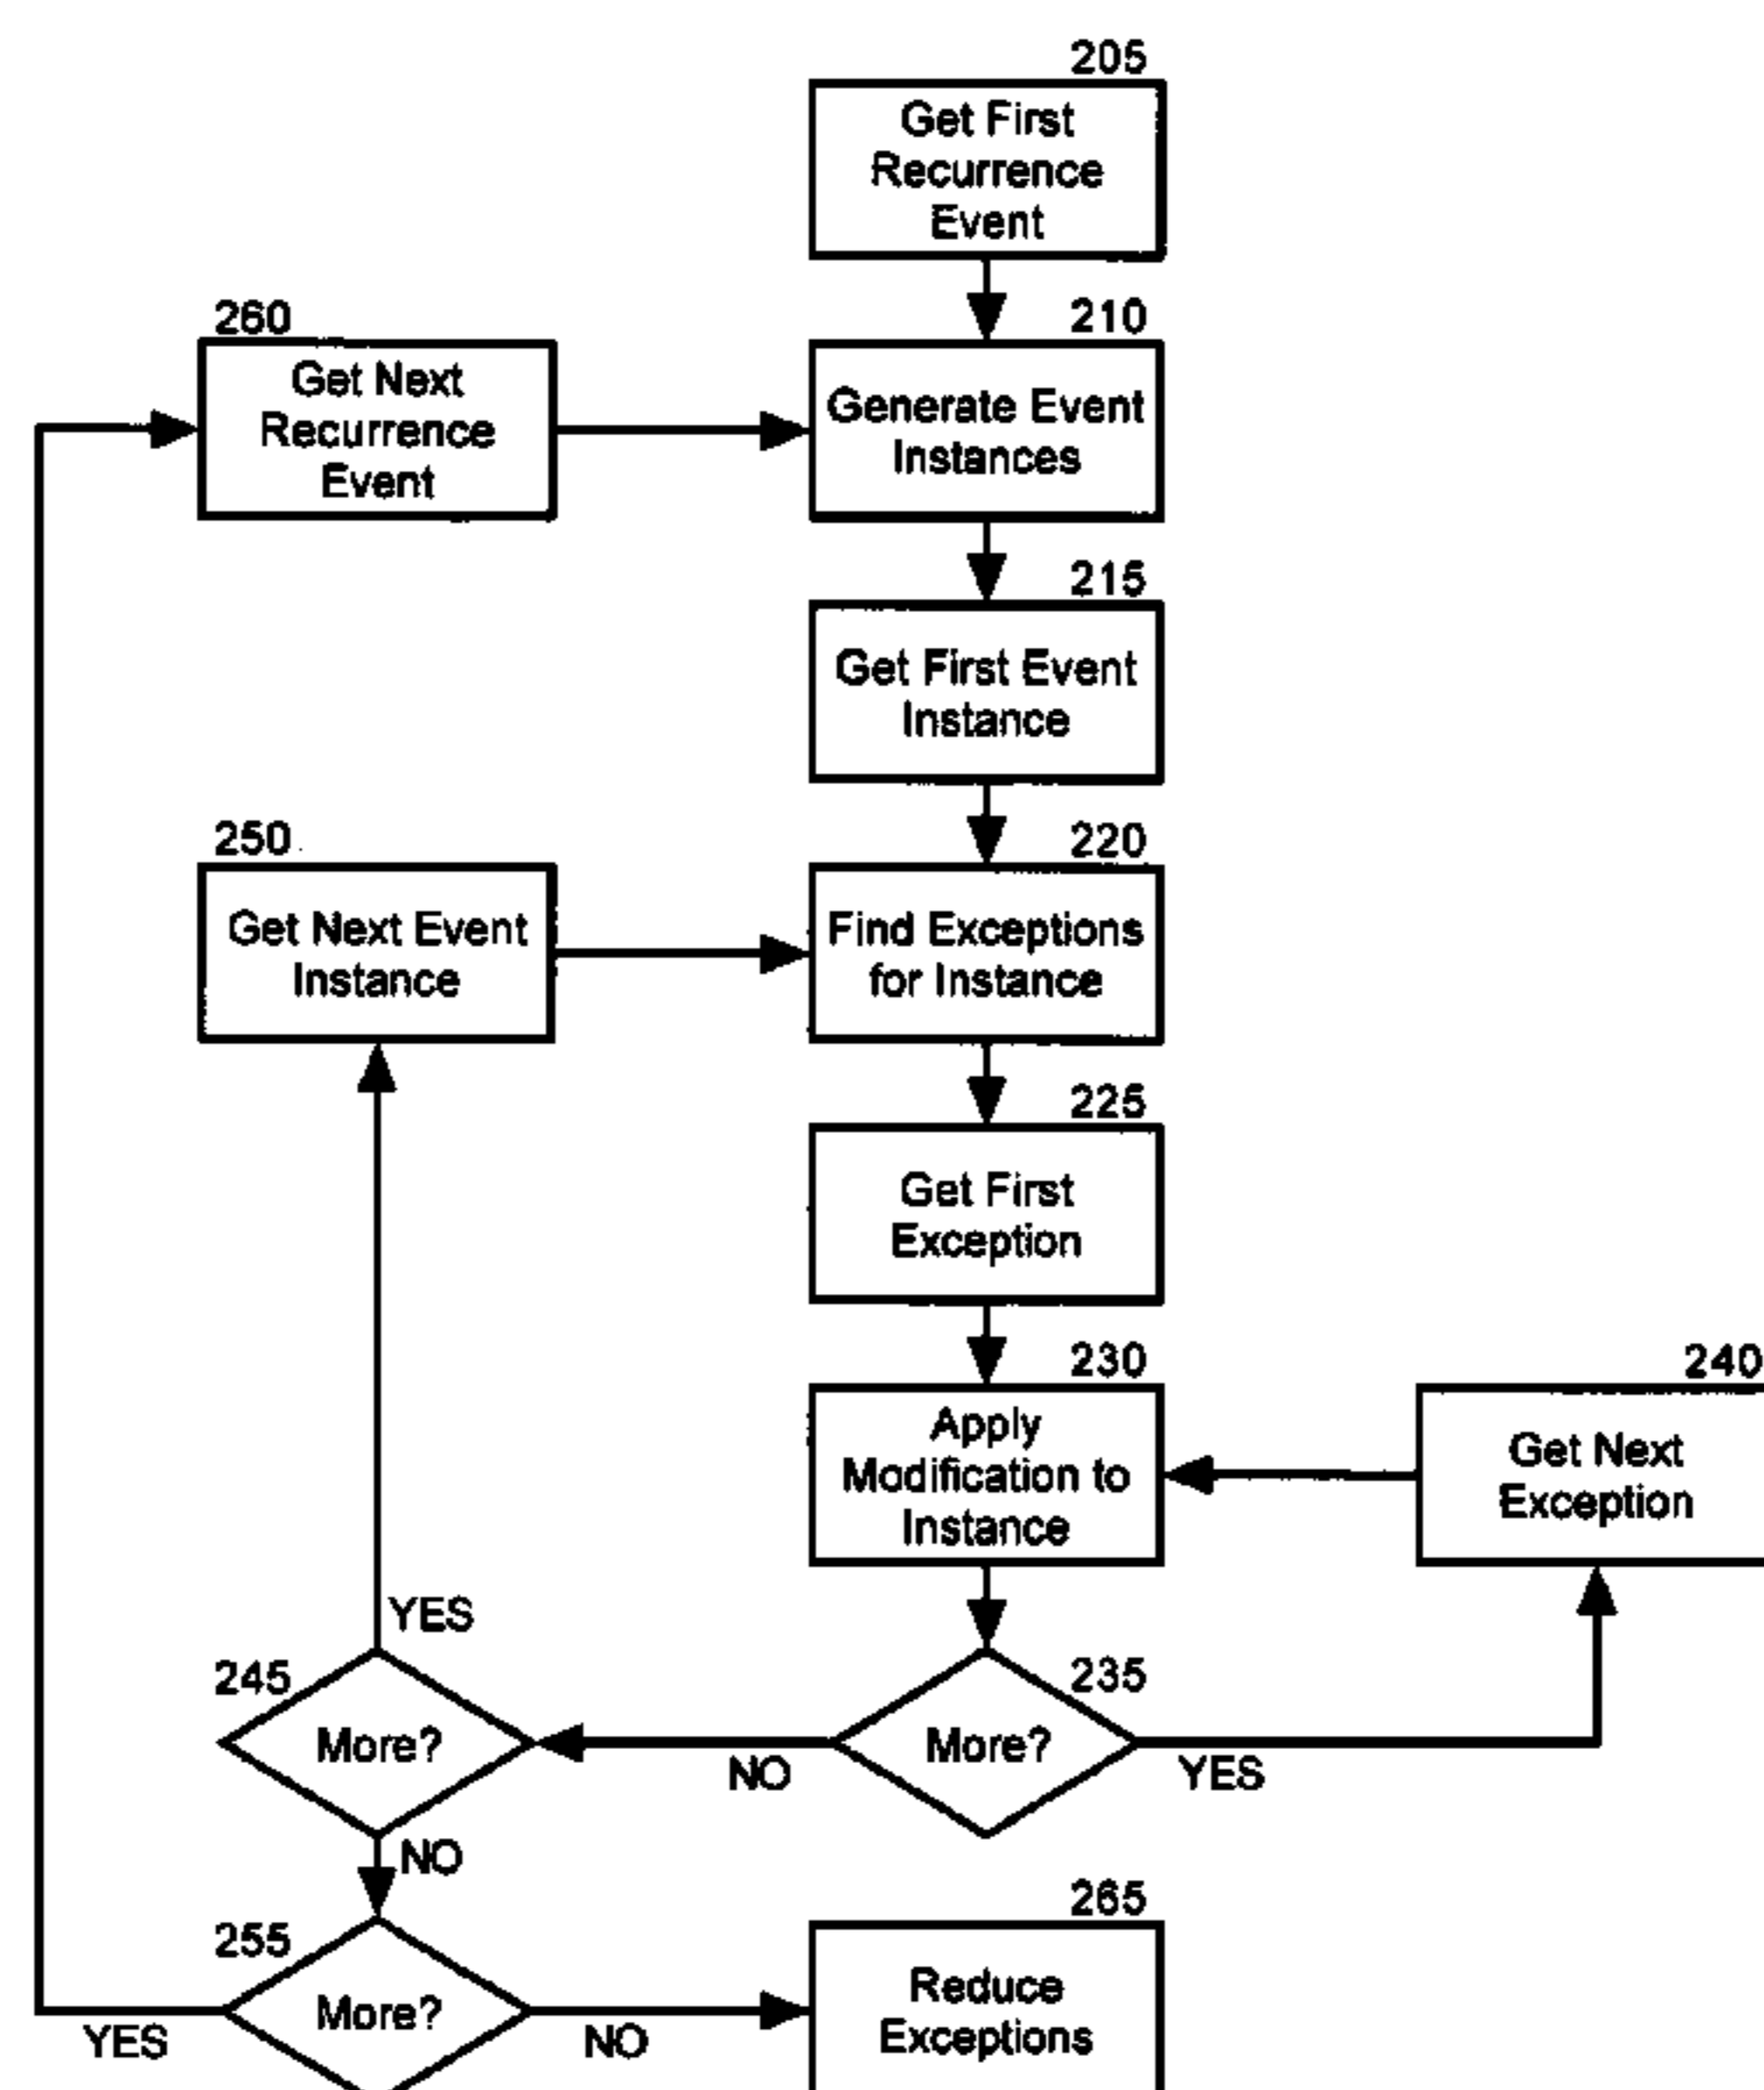 205
Get First
Recurrence
Event
260
Get Next
Recurrence
Event
210
Generate Event
Instances
215
Get First Event
Instance
250
Get Next Event
Instance
220
Find Exceptions
for Instance
225
Get First
Exception
230
Apply
Modification to
Instance
240
Get Next
Exception
YES
245
More?
NO
235
More?
YES
NO
255
More?
YES
NO
265
Reduce
Exceptions